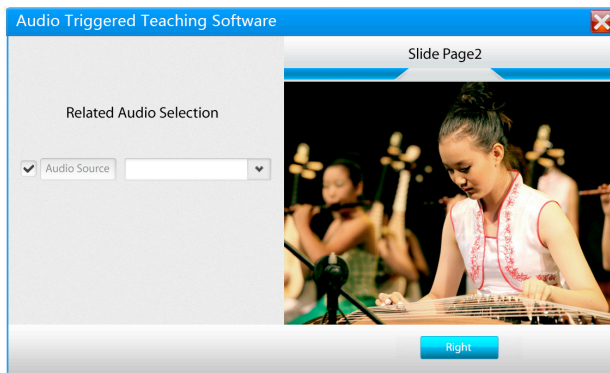 Audio Triggered Teaching Software
Slide Page2
Related Audio Selection
Audio Source
Right